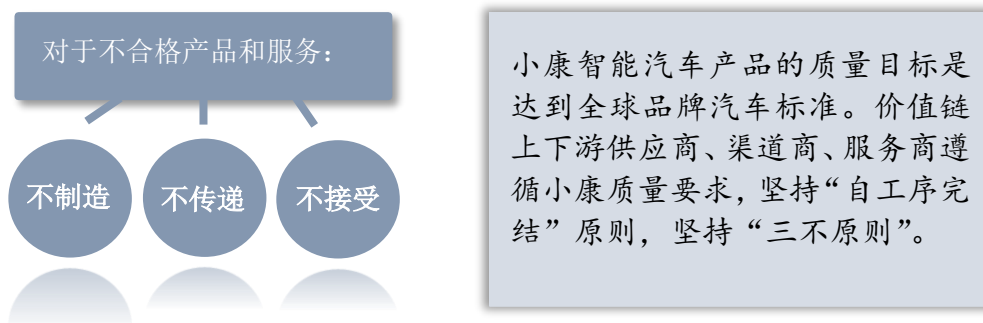 对于不合格产品和服务：
不制造
不传递
不接受
小康智能汽车产品的质量目标是
达到全球品牌汽车标准。价值链
上下游供应商、渠道商、服务商遵
循小康质量要求，坚持“自工序完
结”原则，坚持“三不原则”。